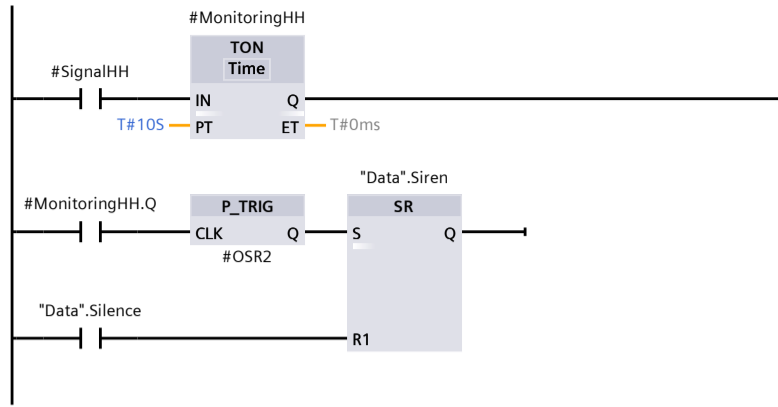 #MonitoringHH
TON
Time
#SignalHH
IN Q
T#10S PT ET T#0ms
"Data".Siren
#MonitoringHH.Q P_TRIG SR
CLK Q S Q
#OSR2
"Data".Silence
R1